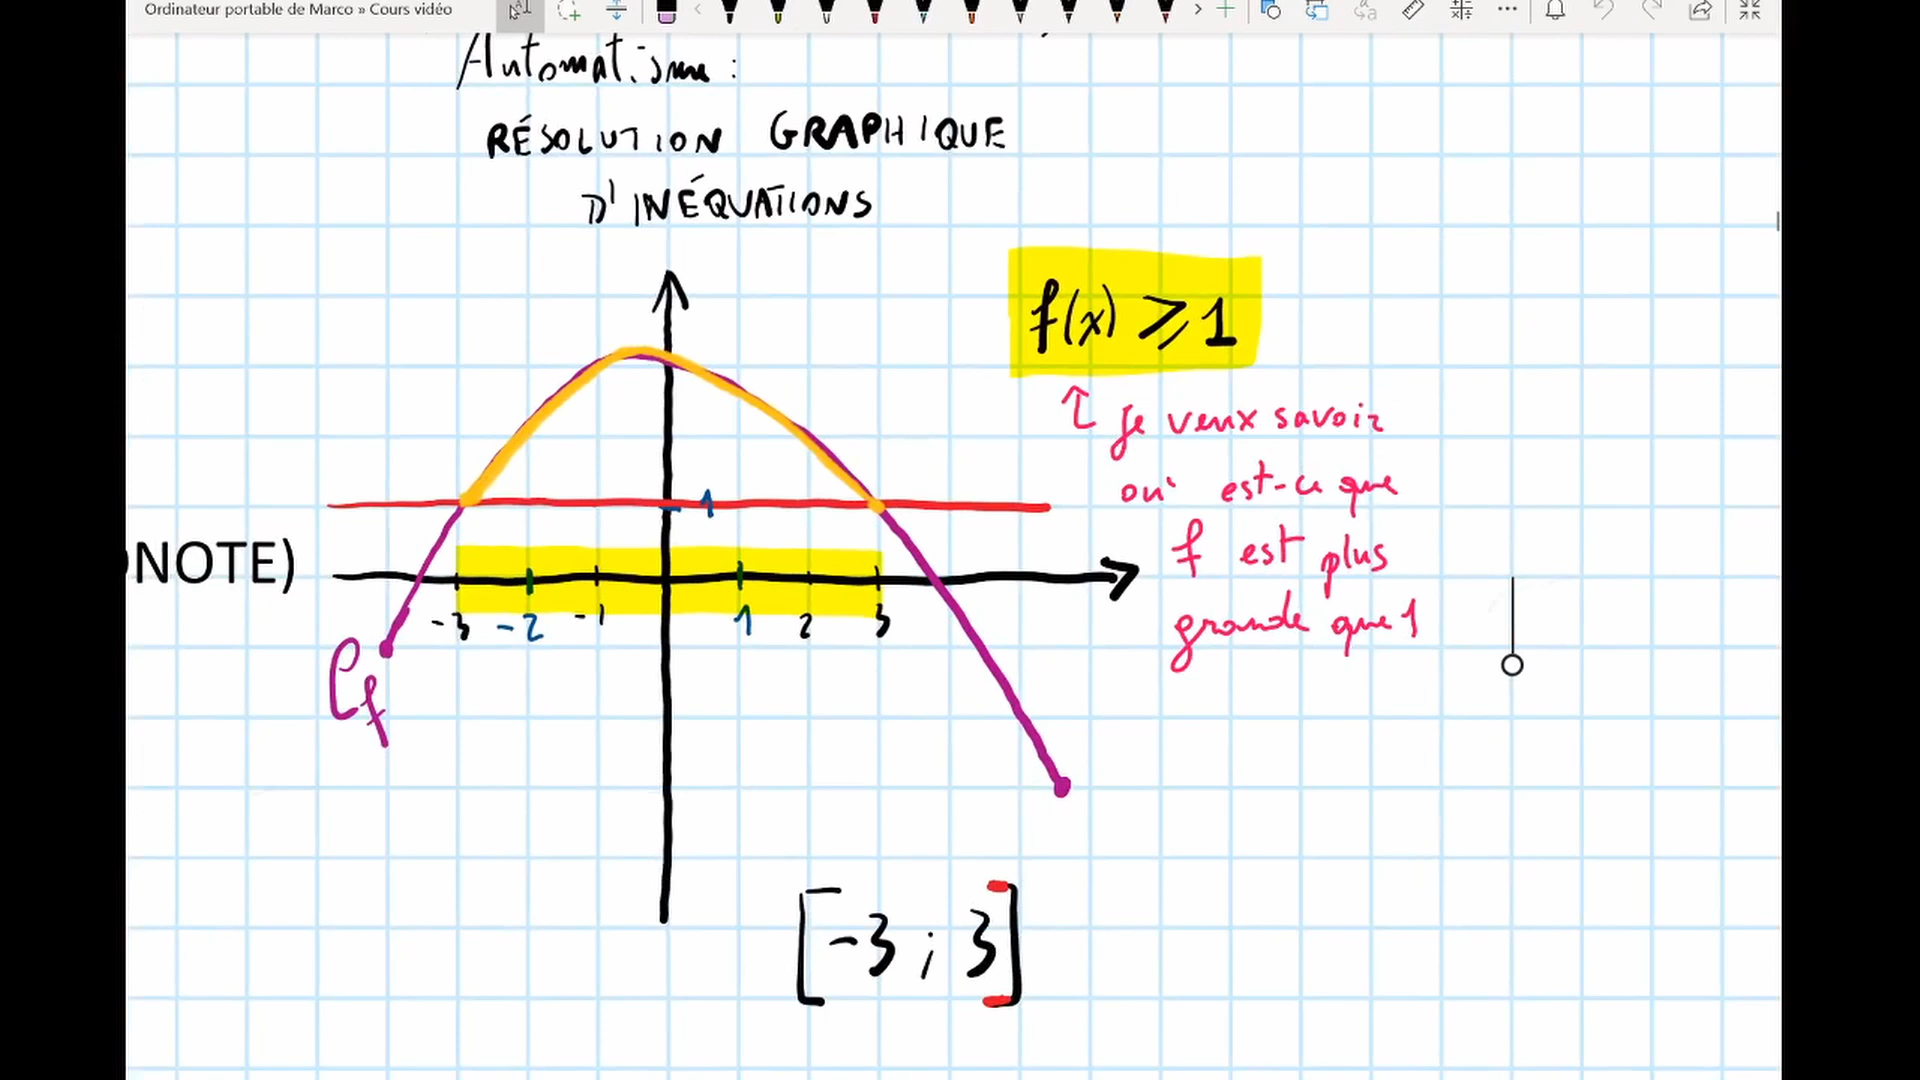 Ordinateur portable de Marco » Cours vidéo
Automatisme :
RÉSOLUTION GRAPHIQUE
D'INÉQUATIONS
f(x) ⩾ 1
↑ Je veux savoir
où est-ce que
f est plus
grande que 1
1
ONOTE)
-3 -2 -1 1 2 3
Cf
[-3 ; 3]